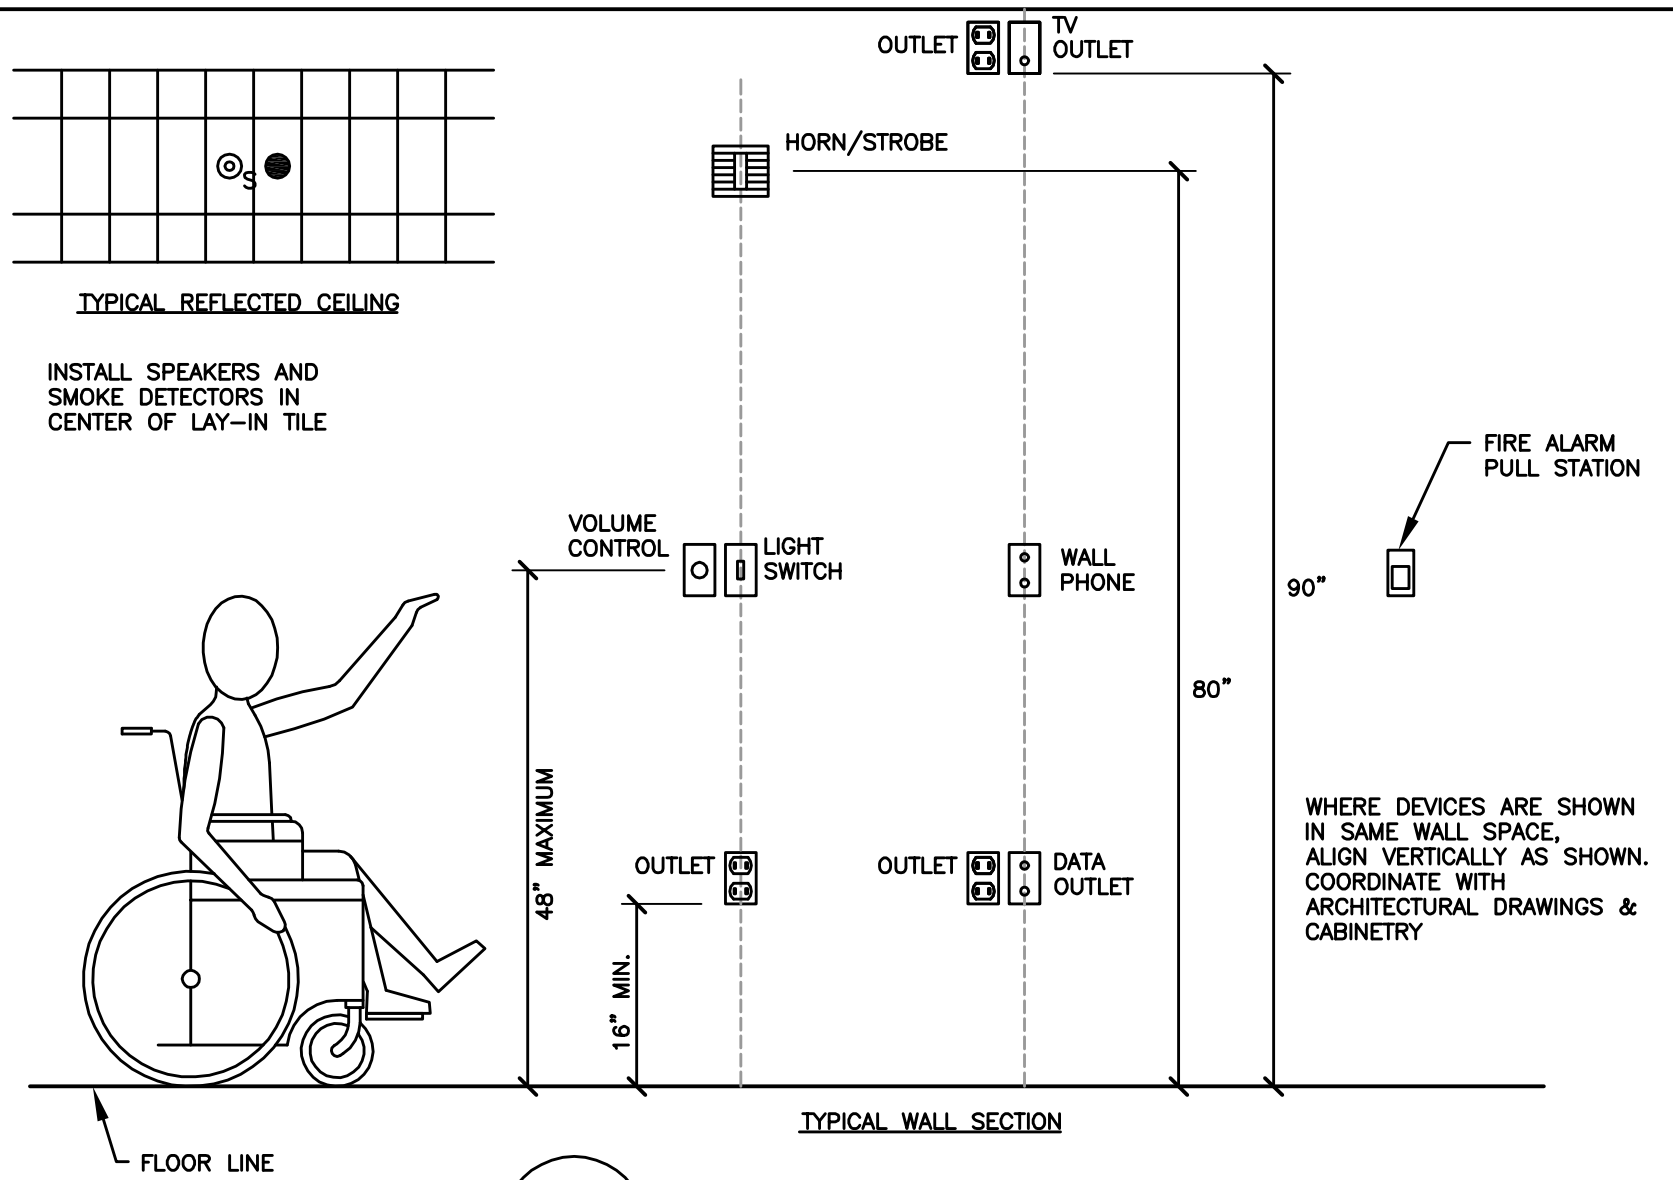 OUTLET
TV
OUTLET
HORN/STROBE
S
TYPICAL REFLECTED CEILING
INSTALL SPEAKERS AND
SMOKE DETECTORS IN
CENTER OF LAY-IN TILE
FIRE ALARM
PULL STATION
VOLUME
CONTROL
LIGHT
SWITCH
WALL
PHONE
90"
80"
48" MAXIMUM
WHERE DEVICES ARE SHOWN
IN SAME WALL SPACE,
ALIGN VERTICALLY AS SHOWN.
COORDINATE WITH
ARCHITECTURAL DRAWINGS &
CABINETRY
OUTLET
OUTLET
DATA
OUTLET
16" MIN.
TYPICAL WALL SECTION
FLOOR LINE